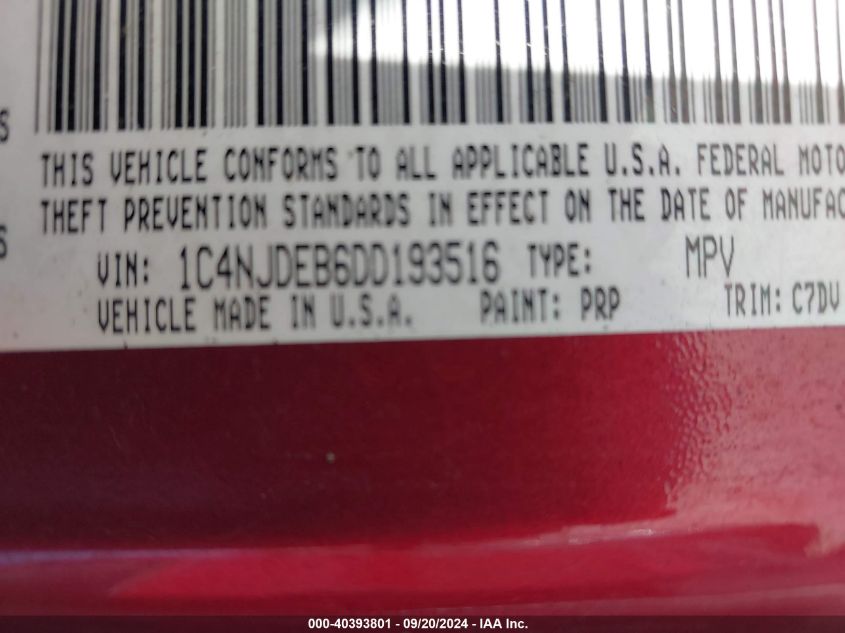 S
THIS VEHICLE CONFORMS TO ALL APPLICABLE U.S.A. FEDERAL MOTO
THEFT PREVENTION STANDARDS IN EFFECT ON THE DATE OF MANUFAC
S
VIN: 1C4NJDEB6DD193516 TYPE: MPV
VEHICLE MADE IN U.S.A. PAINT: PRP TRIM: C7DV
000-40393801 - 09/20/2024 - IAA Inc.